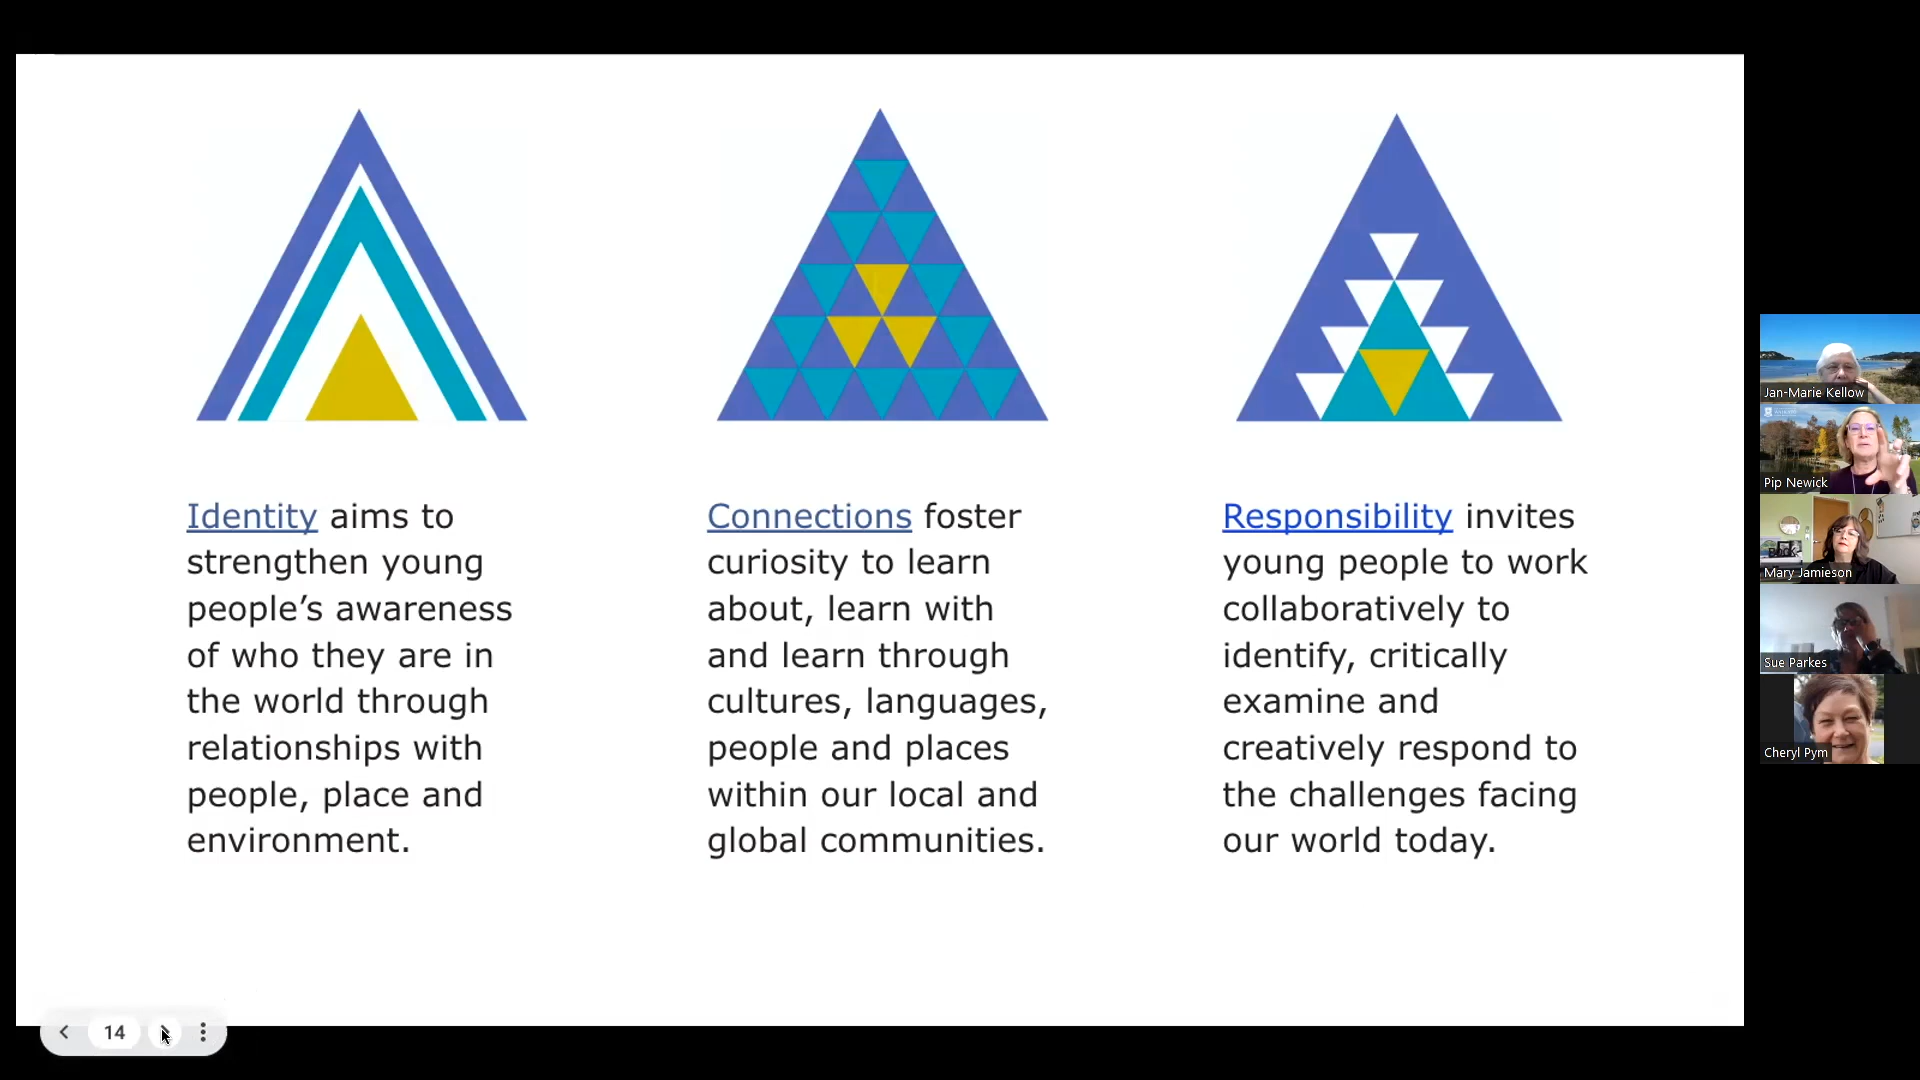 Identity aims to
strengthen young
people’s awareness
of who they are in
the world through
relationships with
people, place and
environment.
Connections foster
curiosity to learn
about, learn with
and learn through
cultures, languages,
people and places
within our local and
global communities.
Responsibility invites
young people to work
collaboratively to
identify, critically
examine and
creatively respond to
the challenges facing
our world today.
Jan-Marie Kellow
Pip Newick
Mary Jamieson
Sue Parkes
Cheryl Pym
14